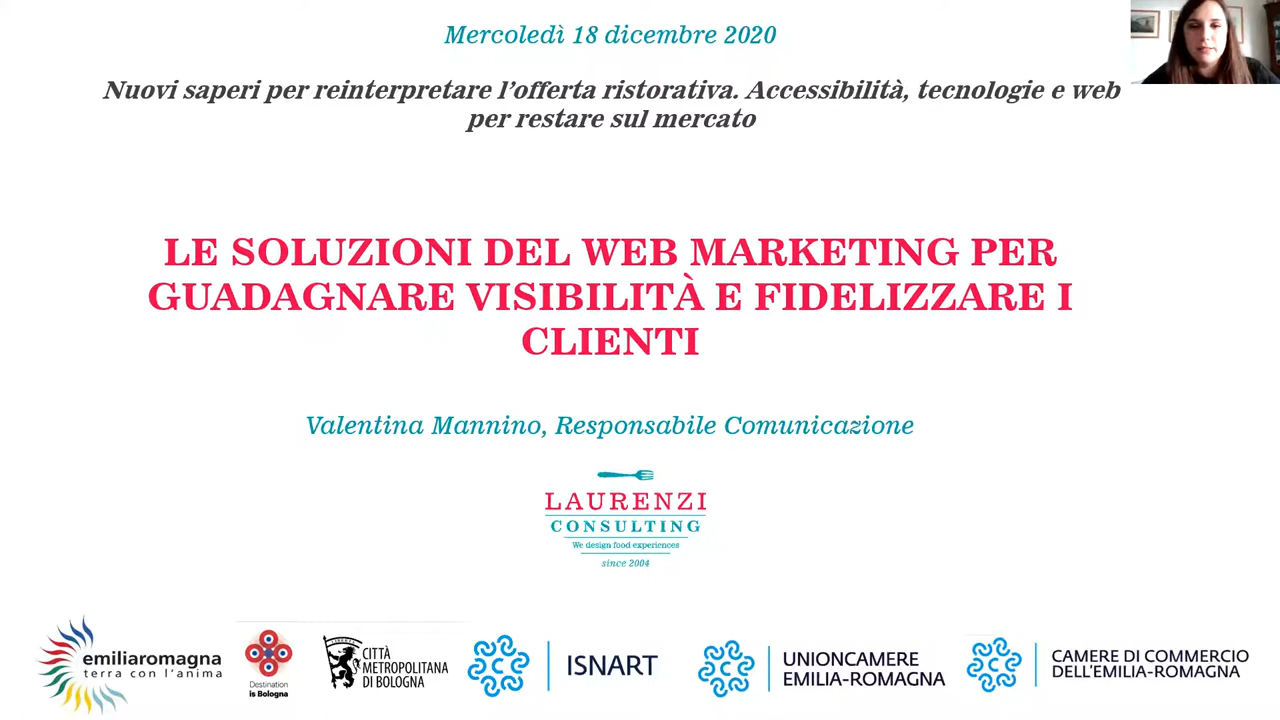 Mercoledì 18 dicembre 2020
Nuovi saperi per reinterpretare l’offerta ristorativa. Accessibilità, tecnologie e web
per restare sul mercato
LE SOLUZIONI DEL WEB MARKETING PER
GUADAGNARE VISIBILITÀ E FIDELIZZARE I
CLIENTI
Valentina Mannino, Responsabile Comunicazione
LAURENZI
CONSULTING
We design food experiences
since 2004
emiliaromagna
terra con l'anima
Destination
is Bologna
CITTÀ
METROPOLITANA
DI BOLOGNA
ISNART
UNIONCAMERE
EMILIA-ROMAGNA
CAMERE DI COMMERCIO
DELL'EMILIA-ROMAGNA